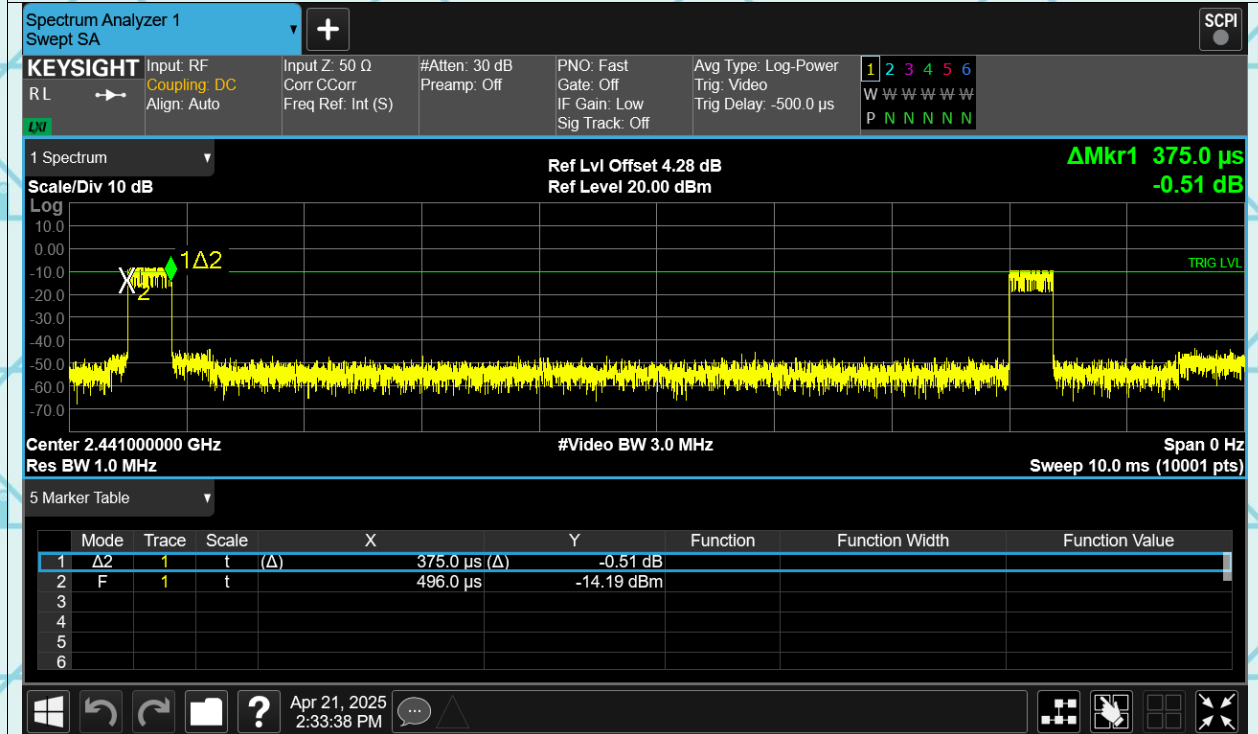 Spectrum Analyzer 1
Swept SA
▼
+
SCPI
KEYSIGHT
RL
LXI
Input: RF
Coupling: DC
Align: Auto
Input Z: 50 Ω
Corr CCorr
Freq Ref: Int (S)
#Atten: 30 dB
Preamp: Off
PNO: Fast
Gate: Off
IF Gain: Low
Sig Track: Off
Avg Type: Log-Power
Trig: Video
Trig Delay: -500.0 µs
1 2 3 4 5 6
W W W W W W
P N N N N N
1 Spectrum ▼
Scale/Div 10 dB
Ref Lvl Offset 4.28 dB
Ref Level 20.00 dBm
ΔMkr1 375.0 µs
-0.51 dB
Log
10.0
0.00
-10.0
-20.0
-30.0
-40.0
-50.0
-60.0
-70.0
1Δ2
X
2
TRIG LVL
Center 2.441000000 GHz
Res BW 1.0 MHz
#Video BW 3.0 MHz
Span 0 Hz
Sweep 10.0 ms (10001 pts)
5 Marker Table ▼
Mode Trace Scale X Y Function Function Width Function Value
1 Δ2 1 t (Δ) 375.0 µs (Δ) -0.51 dB
2 F 1 t 496.0 µs -14.19 dBm
3
4
5
6
?
Apr 21, 2025
2:33:38 PM